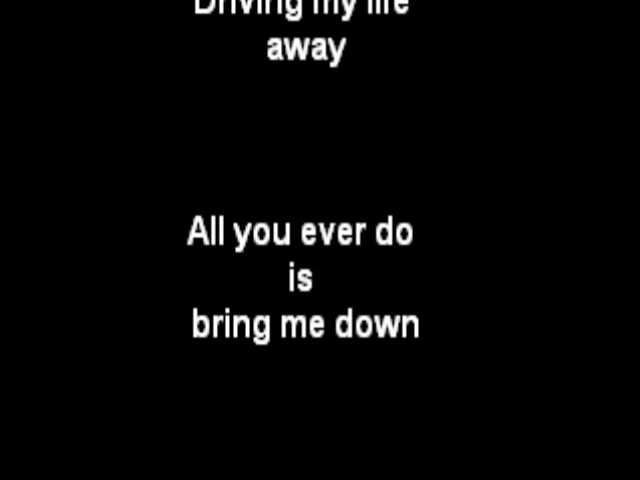 Driving my life
away
All you ever do
is
bring me down